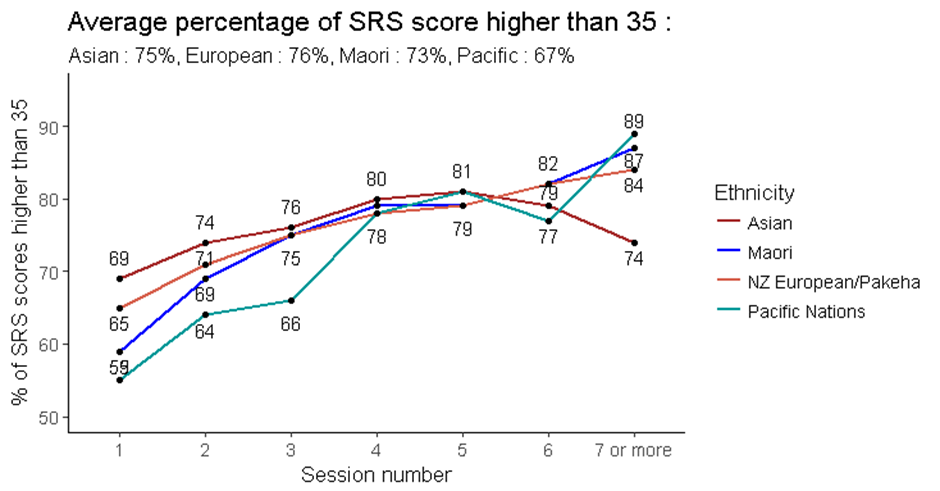 Average percentage of SRS score higher than 35 :
Asian : 75%, European : 76%, Maori : 73%, Pacific : 67%
% of SRS scores higher than 35
90
80
70
60
50
69
65
59
74
71
69
64
76
75
66
80
78
81
79
82
79
77
89
87
84
74
1 2 3 4 5 6 7 or more
Session number
Ethnicity
Asian
Maori
NZ European/Pakeha
Pacific Nations